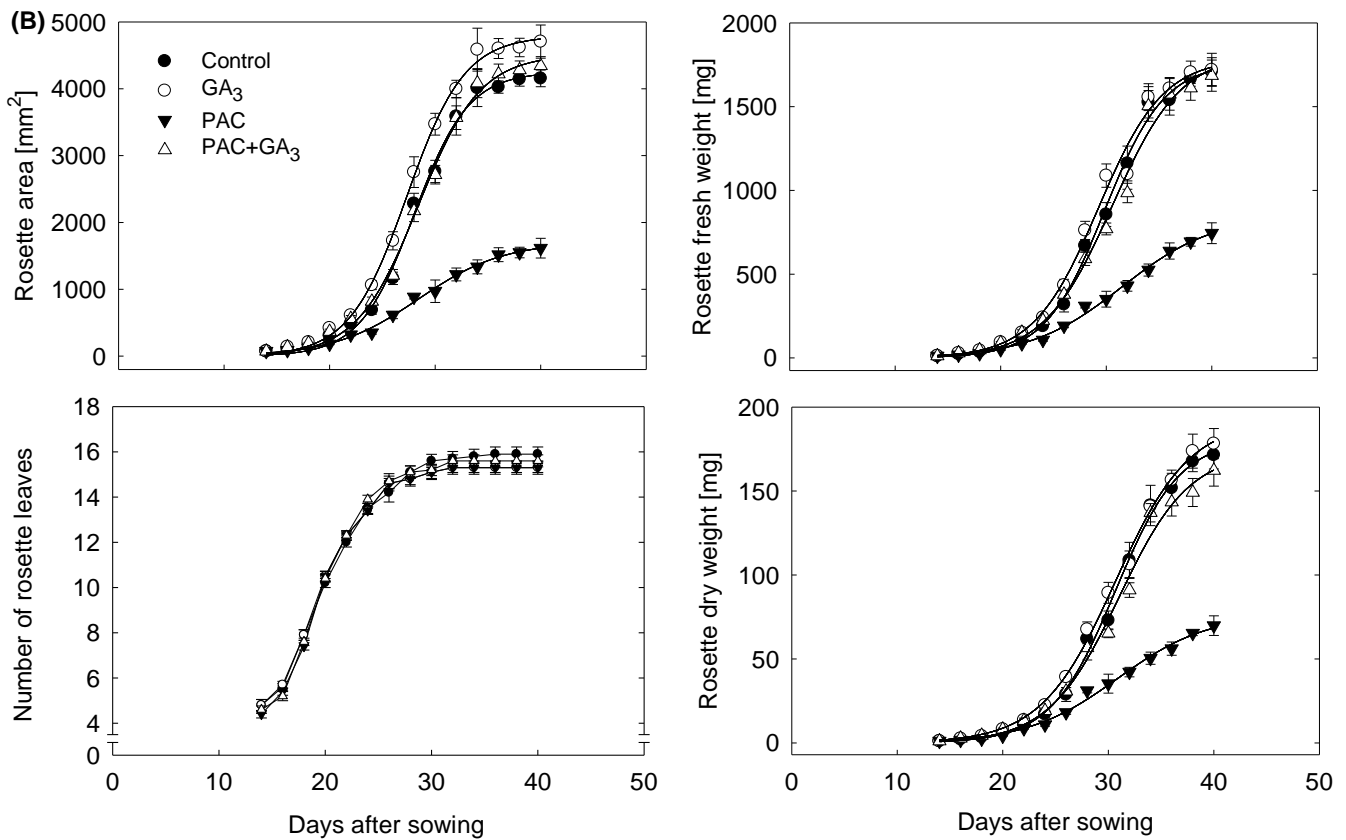 (B)
Rosette area [mm²]
5000
4000
3000
2000
1000
0
Control
GA₃
PAC
PAC+GA₃
Rosette fresh weight [mg]
2000
1500
1000
500
0
Number of rosette leaves
18
16
14
12
10
8
6
4
0
0 10 20 30 40 50
Days after sowing
Rosette dry weight [mg]
200
150
100
50
0
0 10 20 30 40 50
Days after sowing